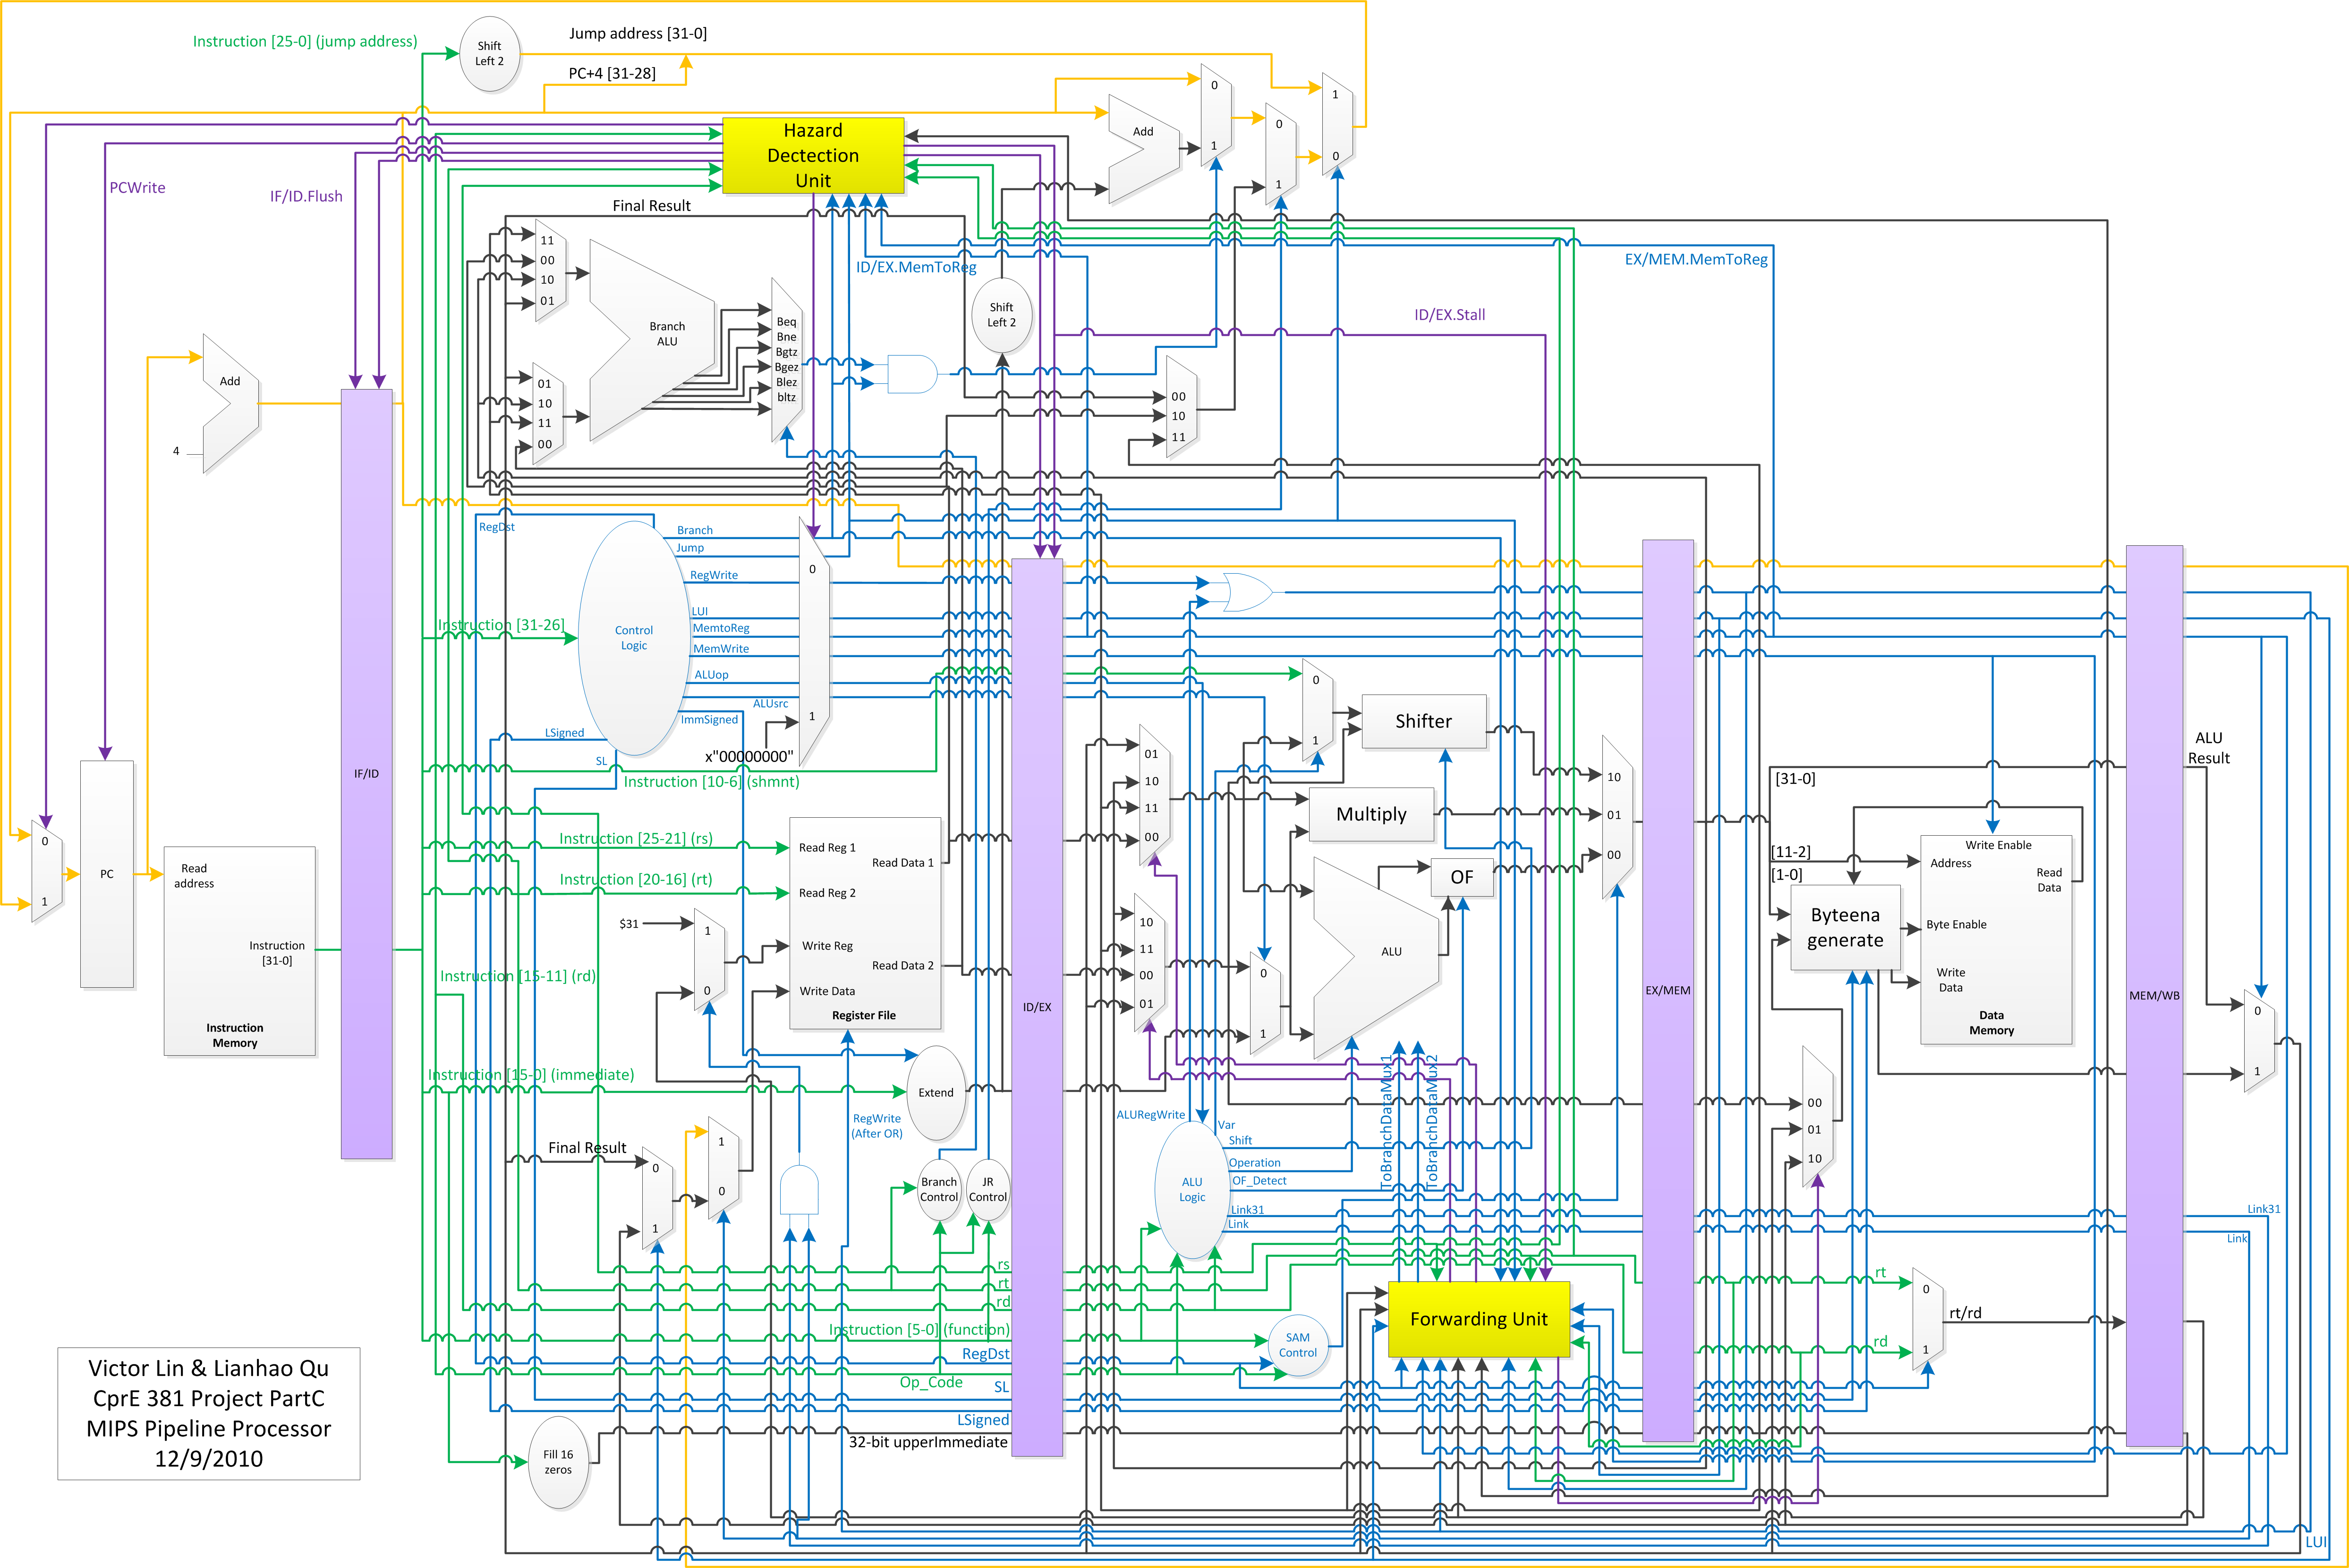 Instruction [25-0] (jump address)
Shift
Left 2
Jump address [31-0]
PC+4 [31-28]
0
1
0
1
1
0
Add
Hazard
Dectection
Unit
PCWrite
IF/ID.Flush
Final Result
11
00
10
01
Branch
ALU
Beq
Bne
Bgtz
Bgez
Blez
bltz
ID/EX.MemToReg
EX/MEM.MemToReg
Shift
Left 2
ID/EX.Stall
01
10
11
00
00
10
11
Add
4
RegDst
Branch
Jump
RegWrite
LUI
MemtoReg
MemWrite
ALUop
ALUsrc
ImmSigned
LSigned
SL
Control
Logic
0
1
x"00000000"
Instruction [31-26]
Instruction [10-6] (shmnt)
IF/ID
0
1
PC
Read
address
Instruction
[31-0]
Instruction
Memory
Instruction [25-21] (rs)
Instruction [20-16] (rt)
Instruction [15-11] (rd)
Instruction [15-0] (immediate)
Read Reg 1
Read Data 1
Read Reg 2
Write Reg
Read Data 2
Write Data
Register File
$31
1
0
Extend
RegWrite
(After OR)
Final Result
0
1
1
0
Branch
Control
JR
Control
ID/EX
01
10
11
00
10
11
00
01
0
1
0
1
Shifter
Multiply
OF
ALU
10
01
00
ALURegWrite
Var
Shift
Operation
OF_Detect
Link31
Link
ALU
Logic
ToBranchDataMux1
ToBranchDataMux2
EX/MEM
[31-0]
[11-2]
[1-0]
Byteena
generate
Write Enable
Address
Read
Data
Byte Enable
Write
Data
Data
Memory
00
01
10
MEM/WB
ALU
Result
0
1
Link31
Link
rs
rt
rd
Instruction [5-0] (function)
RegDst
Op_Code
SL
LSigned
32-bit upperImmediate
SAM
Control
Forwarding Unit
rt
rd
0
1
rt/rd
Fill 16
zeros
LUI
Victor Lin & Lianhao Qu
CprE 381 Project PartC
MIPS Pipeline Processor
12/9/2010